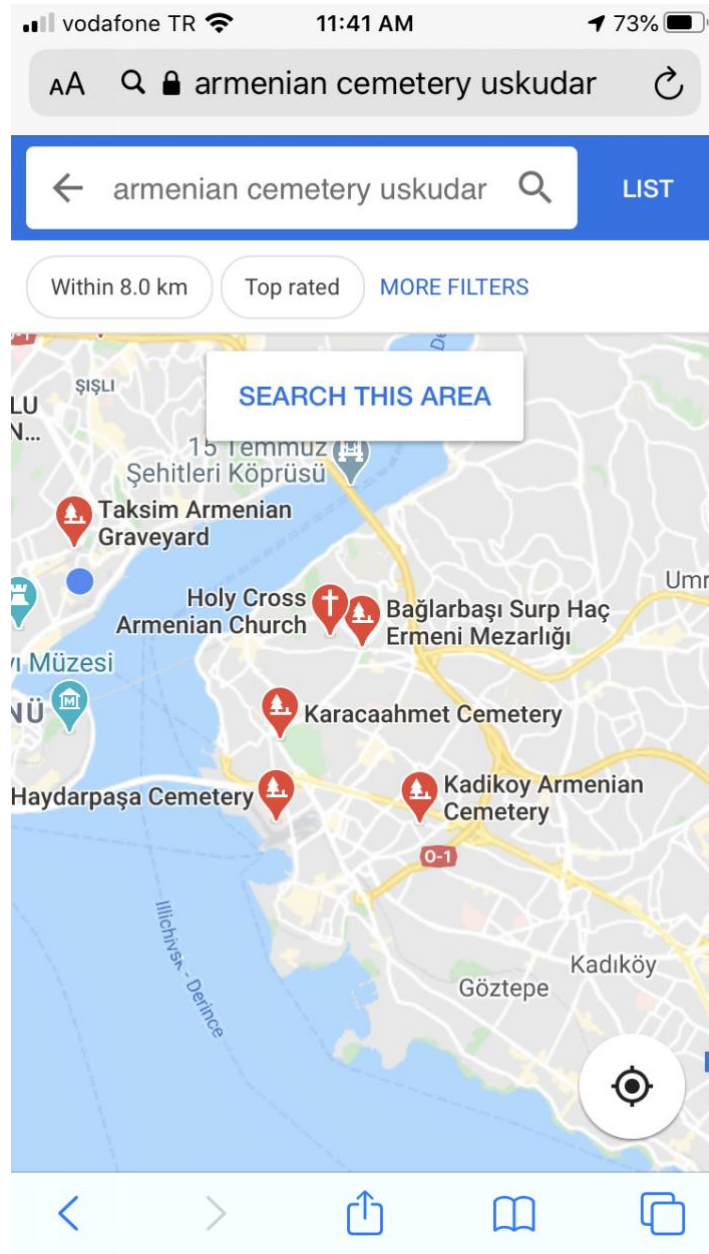 vodafone TR
11:41 AM
73%
AA
armenian cemetery uskudar
armenian cemetery uskudar
LIST
Within 8.0 km
Top rated
MORE FILTERS
SEARCH THIS AREA
ŞIŞLI
LU
N...
15 Temmuz
Şehitleri Köprüsü
Taksim Armenian
Graveyard
Umr
Holy Cross
Armenian Church
Bağlarbaşı Surp Haç
Ermeni Mezarlığı
yı Müzesi
NÜ
M
Karacaahmet Cemetery
Haydarpaşa Cemetery
Kadikoy Armenian
Cemetery
O-1
Illichivsk - Derince
Kadıköy
Göztepe